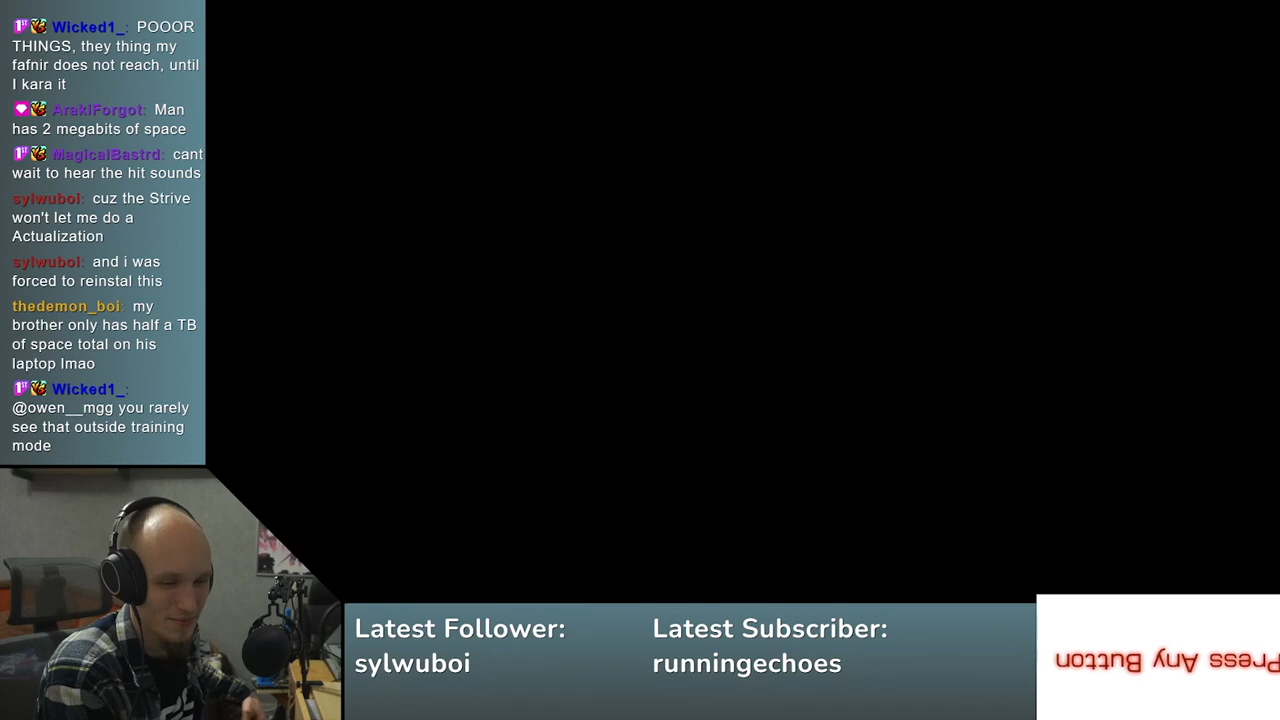 Wicked1_: POOOR
THINGS, they thing my
fafnir does not reach, until
I kara it
ArakiForgot: Man
has 2 megabits of space
MagicalBastrd: cant
wait to hear the hit sounds
sylwuboi: cuz the Strive
won't let me do a
Actualization
sylwuboi: and i was
forced to reinstal this
thedemon_boi: my
brother only has half a TB
of space total on his
laptop lmao
Wicked1_:
@owen__mgg you rarely
see that outside training
mode
Latest Follower:
sylwuboi
Latest Subscriber:
runningechoes
Press Any Button